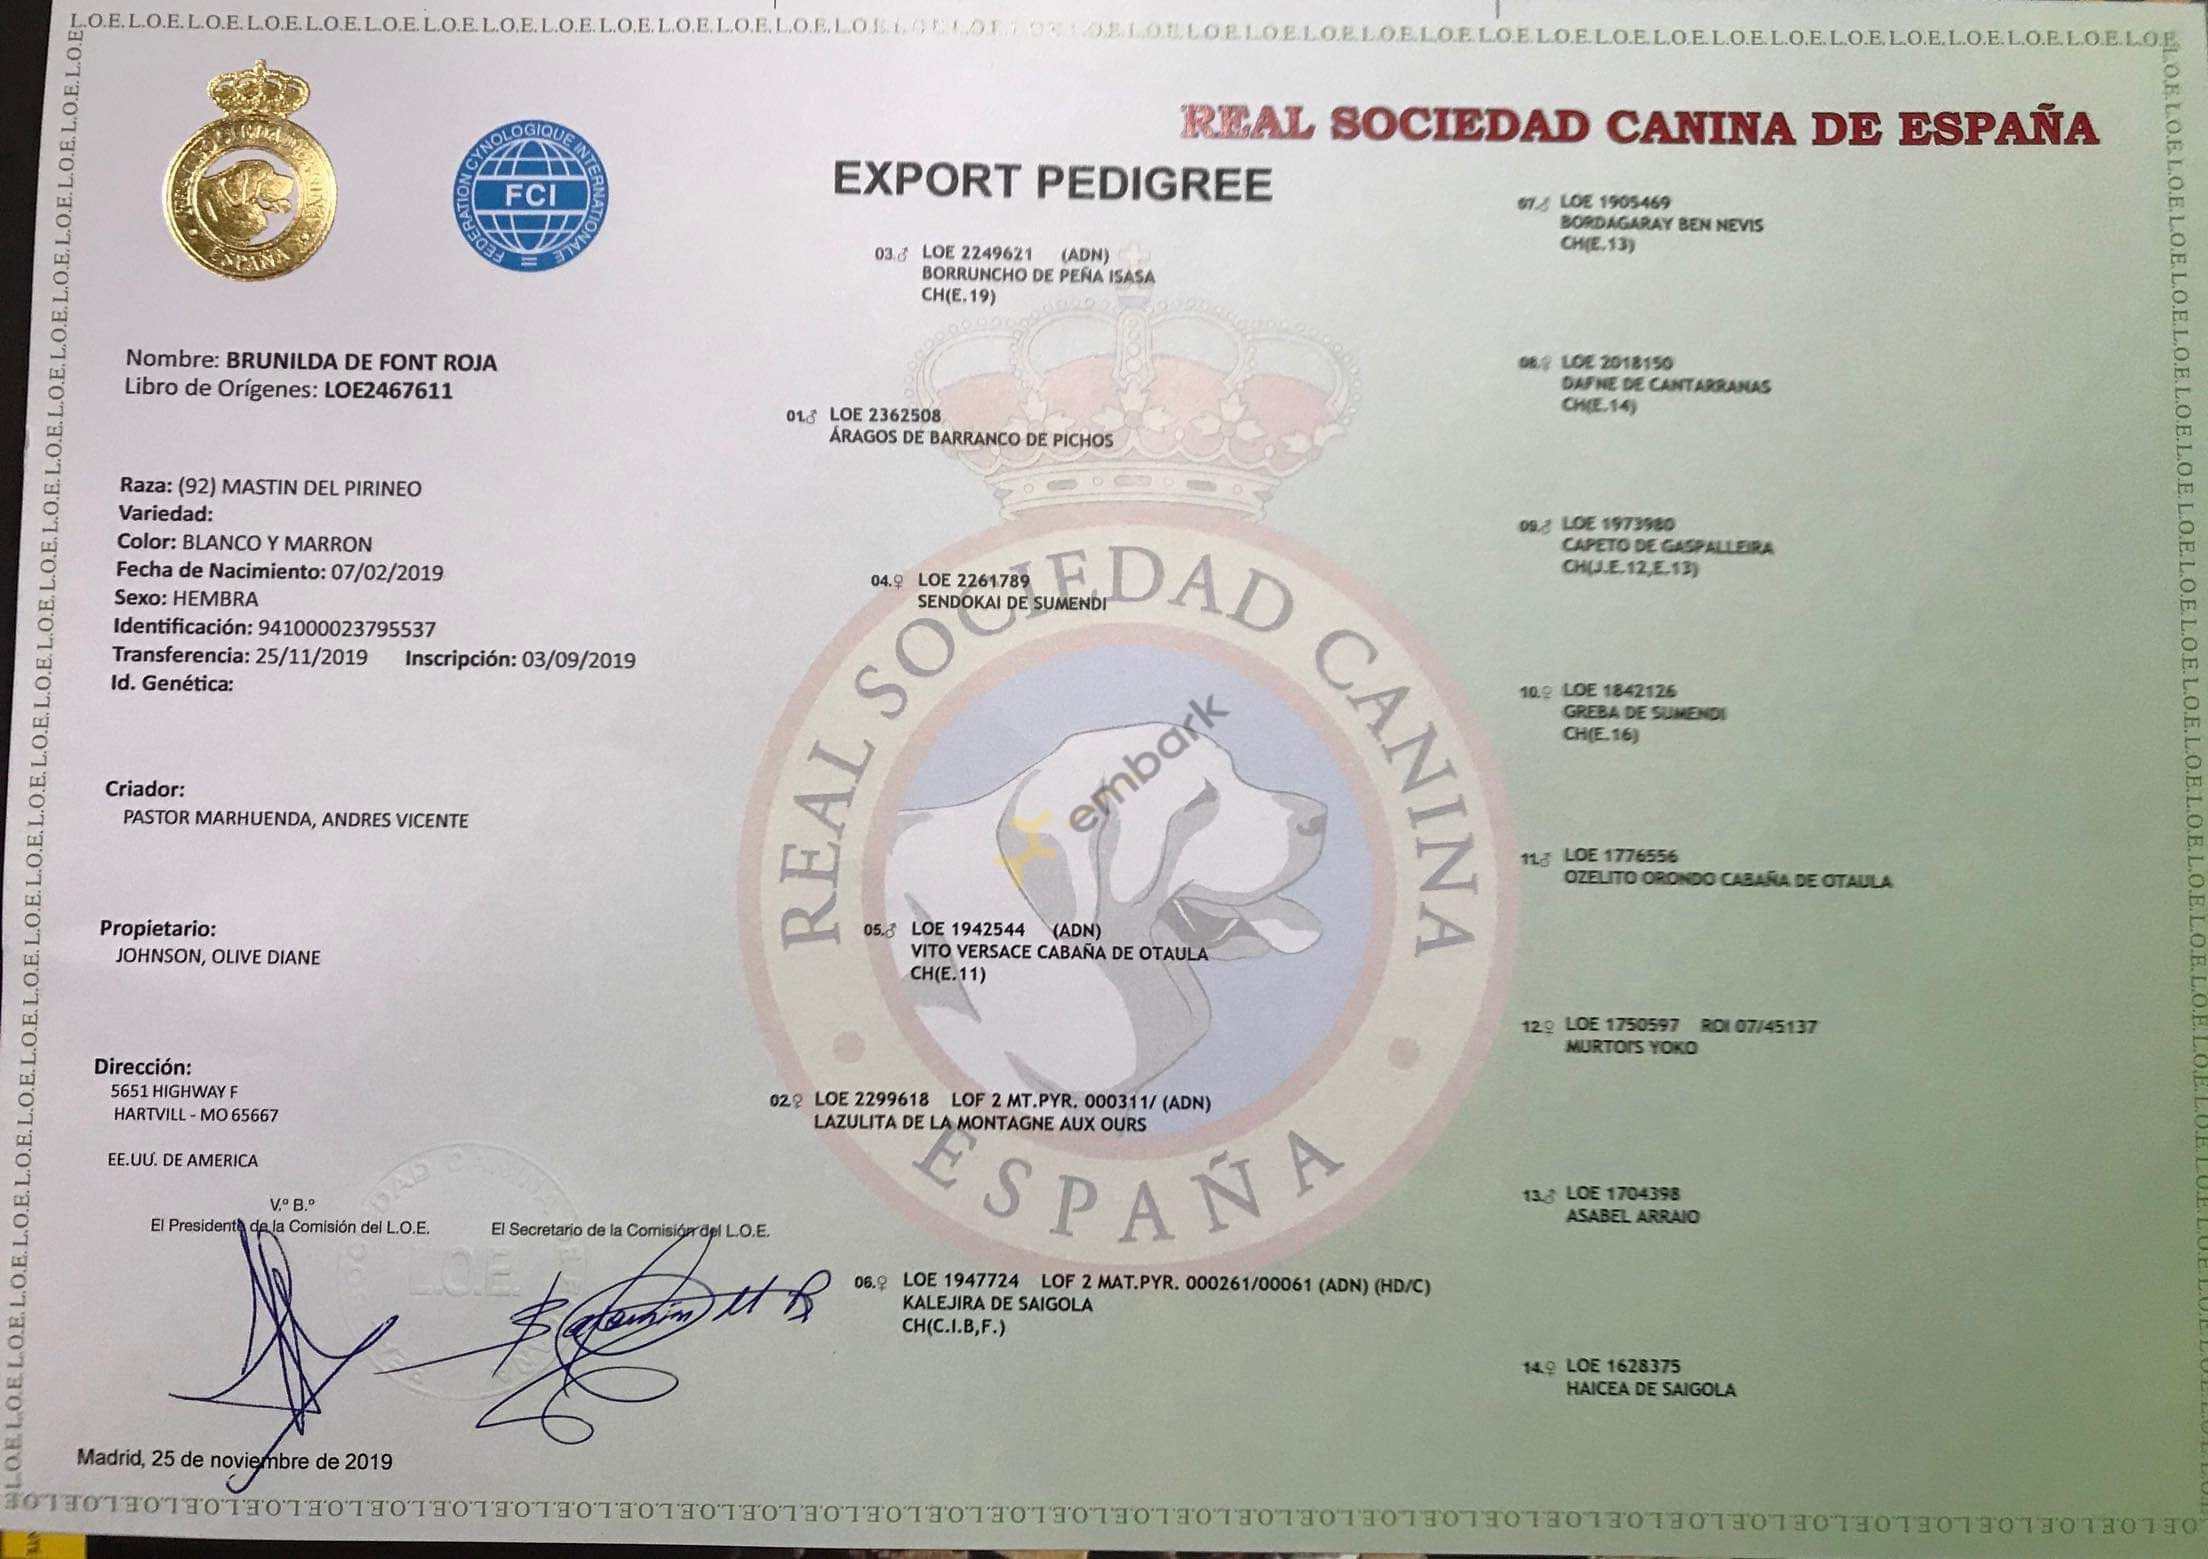 L.O.E.L.O.E.L.O.E.L.O.E.L.O.E.L.O.E.L.O.E.L.O.E.L.O.E.L.O.E.L.O.E.L.O.E.L.O.E.
REAL SOCIEDAD CANINA DE ESPAÑA
ESPAÑA
FEDERATION CYNOLOGIQUE INTERNATIONALE
FCI
EXPORT PEDIGREE
Nombre: BRUNILDA DE FONT ROJA
Libro de Orígenes: LOE2467611
Raza: (92) MASTIN DEL PIRINEO
Variedad:
Color: BLANCO Y MARRON
Fecha de Nacimiento: 07/02/2019
Sexo: HEMBRA
Identificación: 941000023795537
Transferencia: 25/11/2019 Inscripción: 03/09/2019
Id. Genética:
Criador:
PASTOR MARHUENDA, ANDRES VICENTE
Propietario:
JOHNSON, OLIVE DIANE
Dirección:
5651 HIGHWAY F
HARTVILL - MO 65667
EE.UU. DE AMERICA
V.º B.º
El Presidente de la Comisión del L.O.E. El Secretario de la Comisión del L.O.E.
L.O.E.
Madrid, 25 de noviembre de 2019
01.♂ LOE 2362508
ÁRAGOS DE BARRANCO DE PICHOS
02.♀ LOE 2299618 LOF 2 MT.PYR. 000311/ (ADN)
LAZULITA DE LA MONTAGNE AUX OURS
03.♂ LOE 2249621 (ADN)
BORRUNCHO DE PEÑA ISASA
CH(E.19)
04.♀ LOE 2261789
SENDOKAI DE SUMENDI
05.♂ LOE 1942544 (ADN)
VITO VERSACE CABAÑA DE OTAULA
CH(E.11)
06.♀ LOE 1947724 LOF 2 MAT.PYR. 000261/00061 (ADN) (HD/C)
KALEJIRA DE SAIGOLA
CH(C.I.B,F.)
07.♂ LOE 1905469
BORDAGARAY BEN NEVIS
CH(E.13)
08.♀ LOE 2018150
DAFNE DE CANTARRANAS
CH(E.14)
09.♂ LOE 1973980
CAPETO DE GASPALLEIRA
CH(J.E.12,E.13)
10.♀ LOE 1842126
GREBA DE SUMENDI
CH(E.16)
11.♂ LOE 1776556
OZELITO ORONDO CABAÑA DE OTAULA
12.♀ LOE 1750597 ROI 07/45137
MURTOI'S YOKO
13.♂ LOE 1704398
ASABEL ARRAIO
14.♀ LOE 1628375
HAICEA DE SAIGOLA
REAL SOCIEDAD CANINA
ESPAÑA
embark